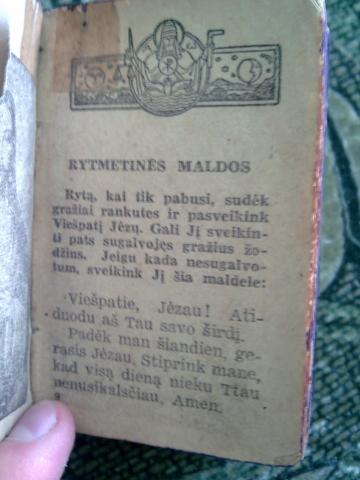 RYTMETINĖS MALDOS
Rytą, kai tik pabusi, sudėk
gražiai rankutes ir pasveikink
Viešpatį Jėzų. Gali Jį sveikin-
ti pats sugalvojęs gražius žo-
džius. Jeigu kada nesugalvo-
tum, sveikink Jį šia maldele:
Viešpatie, Jėzau! Ati-
duodu aš Tau savo širdį.
Padėk man šiandien, ge-
rasis Jėzau, Stiprink mane,
kad visą dieną nieku Ttau
nenusikalsčiau, Amen.